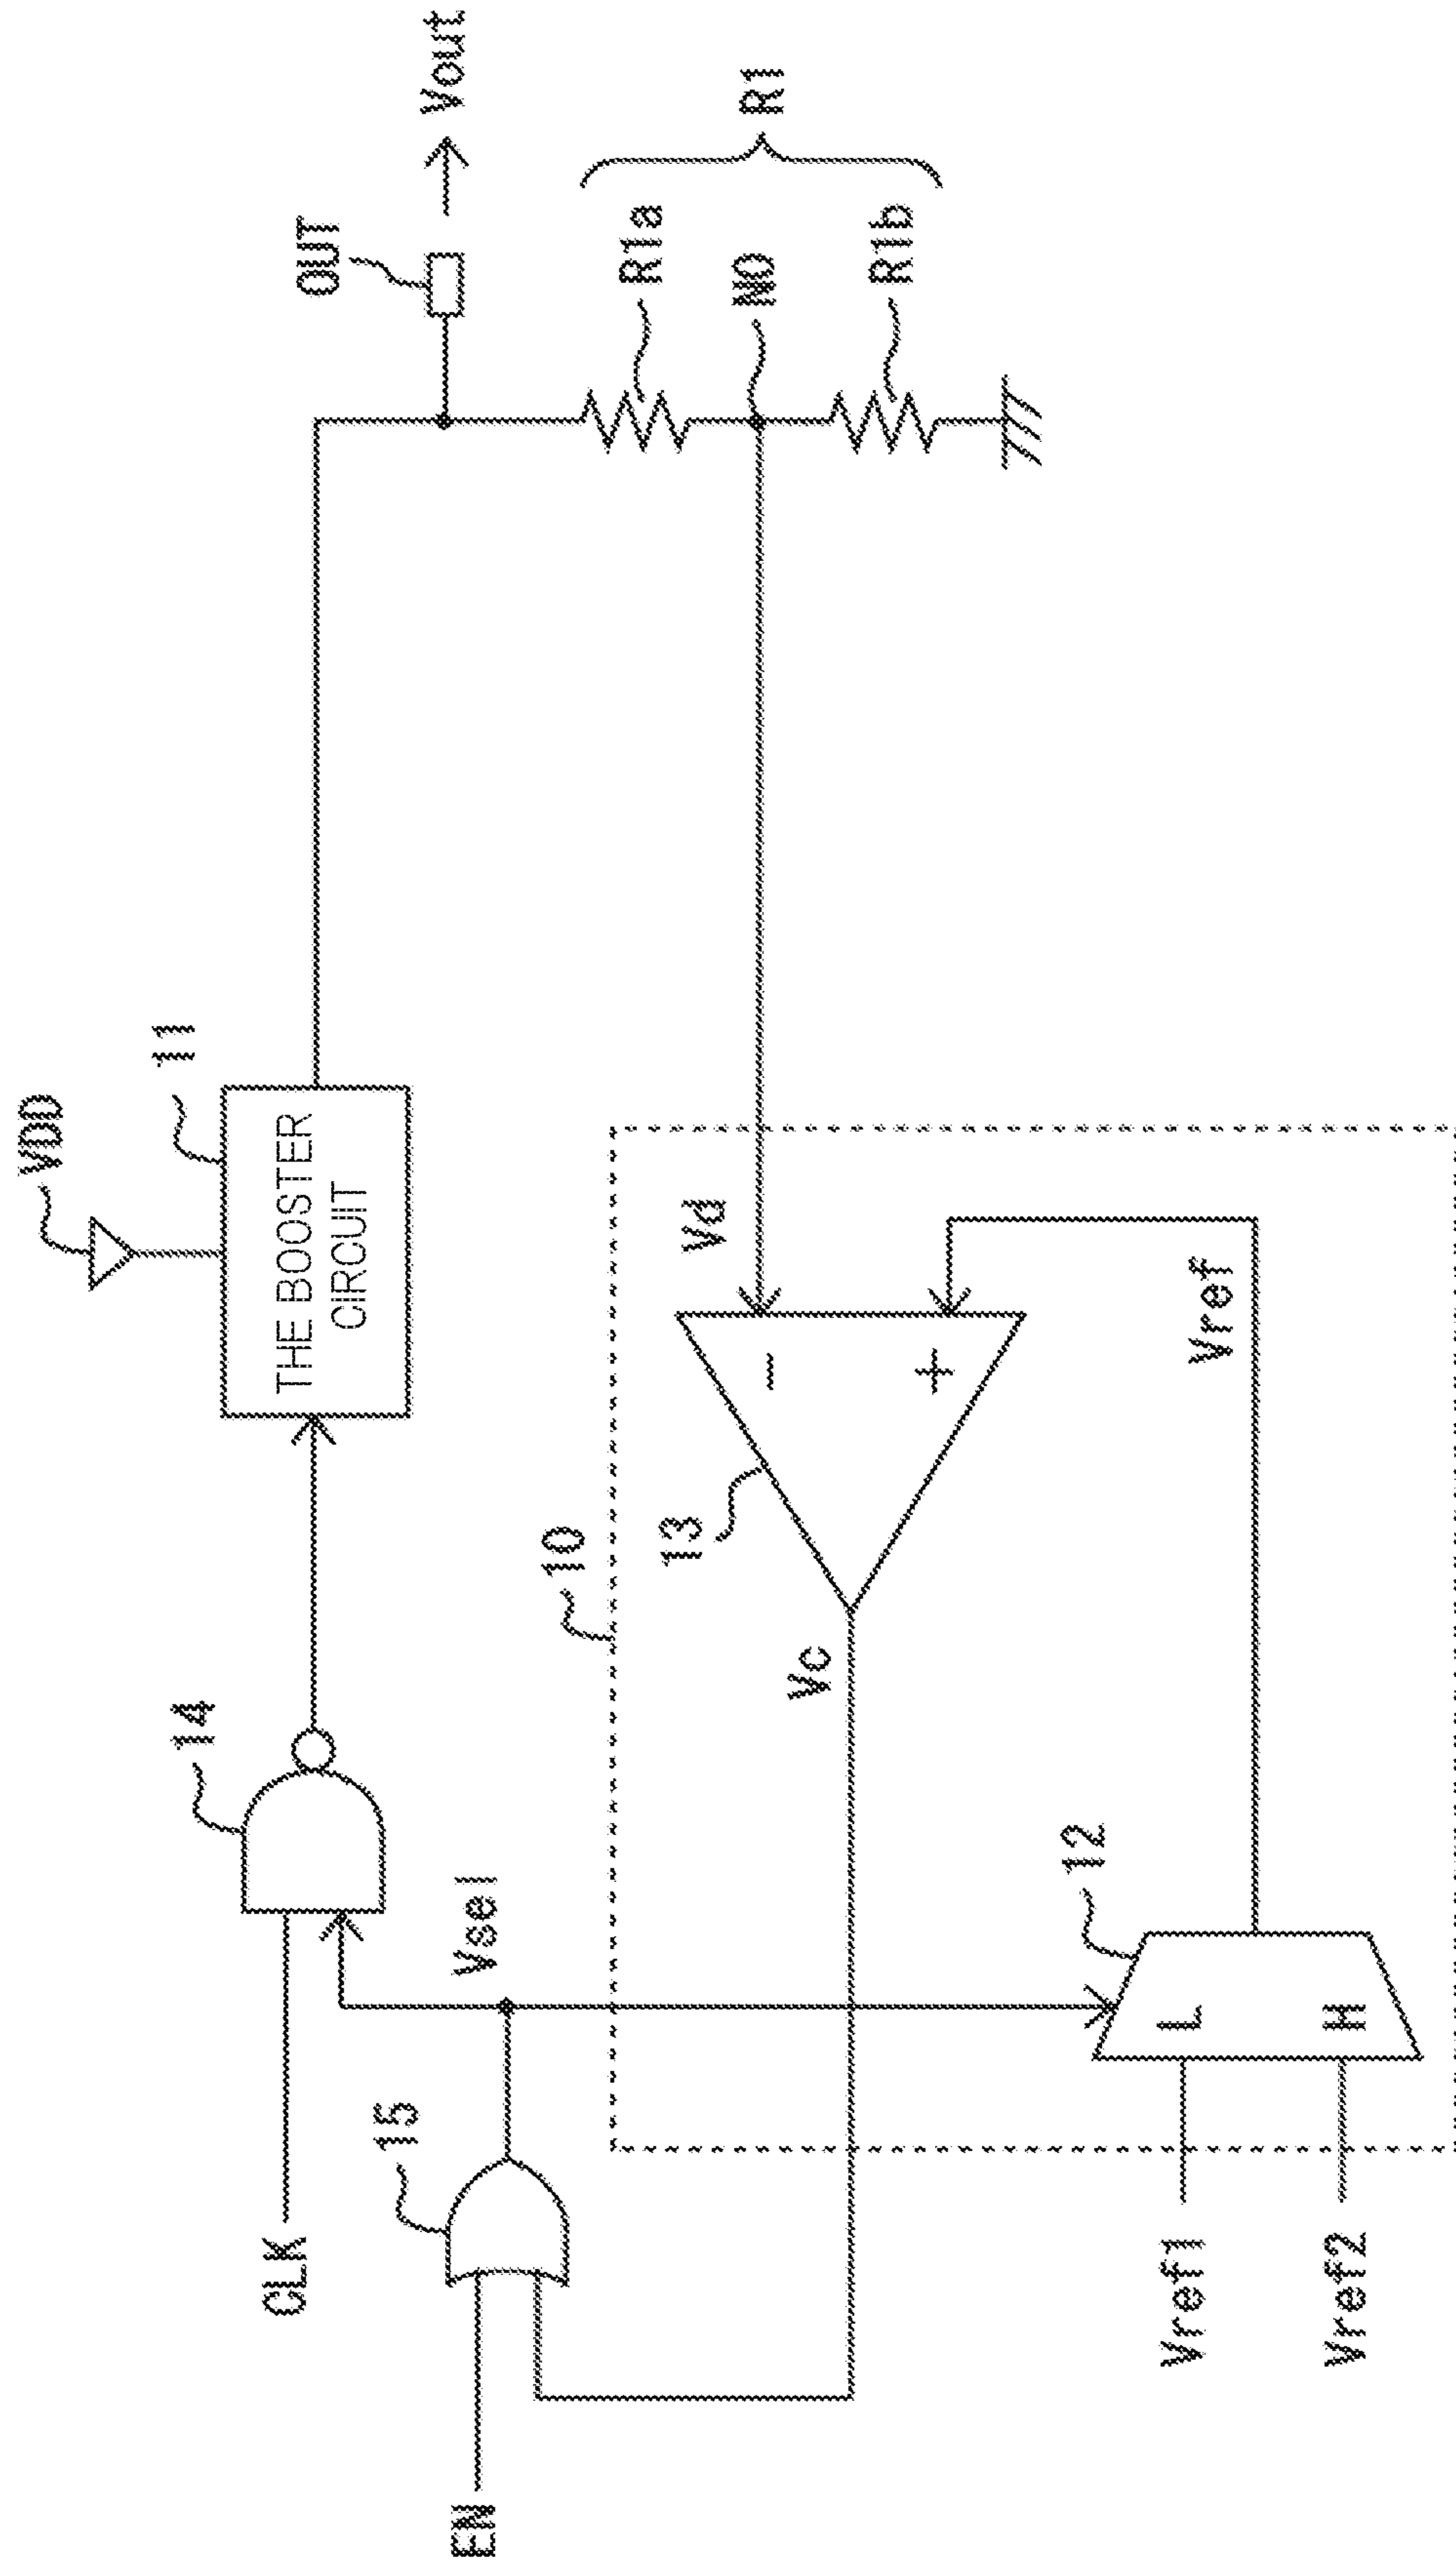 VDD
11
THE BOOSTER
CIRCUIT
14
CLK
15
EN
Vsel
OUT
Vout
R1a
N0
R1b
R1
10
13
Vd
-
+
Vc
Vref
12
L
H
Vref1
Vref2